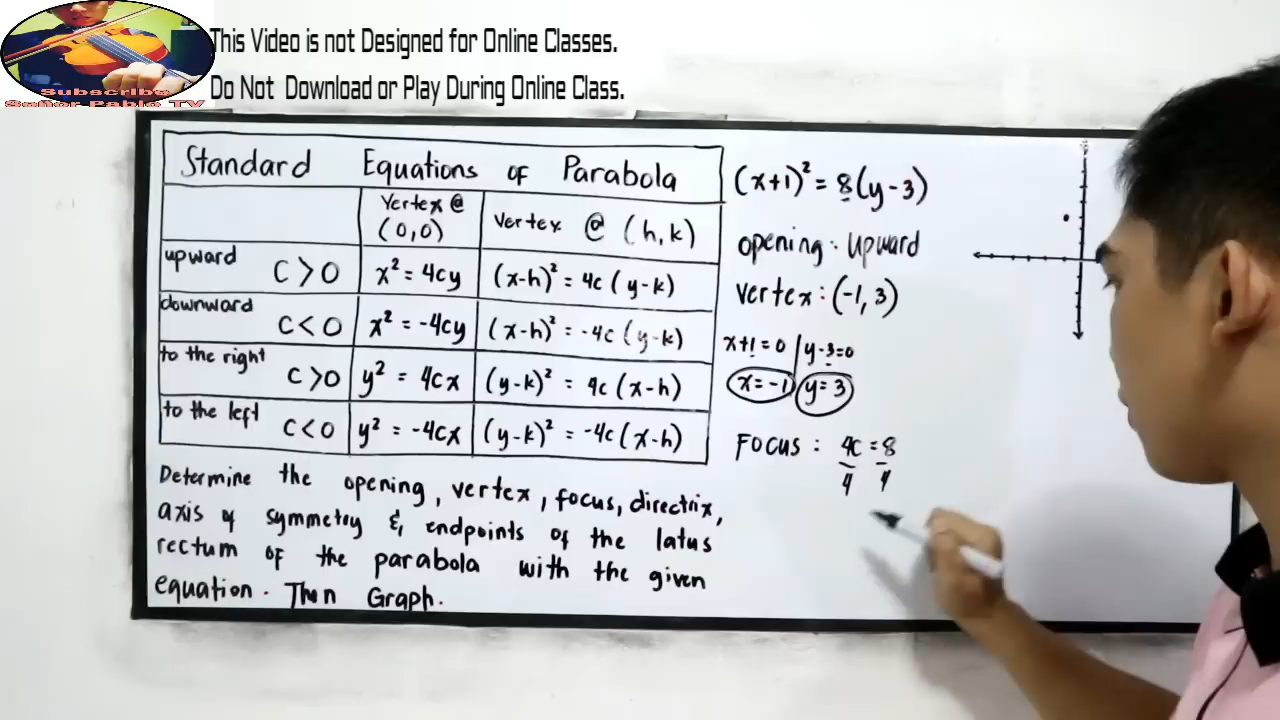 This Video is not Designed for Online Classes.
Do Not Download or Play During Online Class.
Subscribe
Señor Pablo TV
Standard Equations of Parabola
Vertex @ (0,0)
Vertex @ (h,k)
upward C>0 x² = 4cy (x-h)² = 4c (y-k)
downward C<0 x² = -4cy (x-h)² = -4c (y-k)
to the right C>0 y² = 4cx (y-k)² = 4c (x-h)
to the left C<0 y² = -4cx (y-k)² = -4c (x-h)
Determine the opening, vertex, focus, directrix,
axis of symmetry & endpoints of the latus
rectum of the parabola with the given
equation. Then Graph.
(x+1)² = 8(y-3)
opening: Upward
vertex: (-1, 3)
x+1=0 | y-3=0
x=-1 y=3
Focus: 4c = 8
4 4